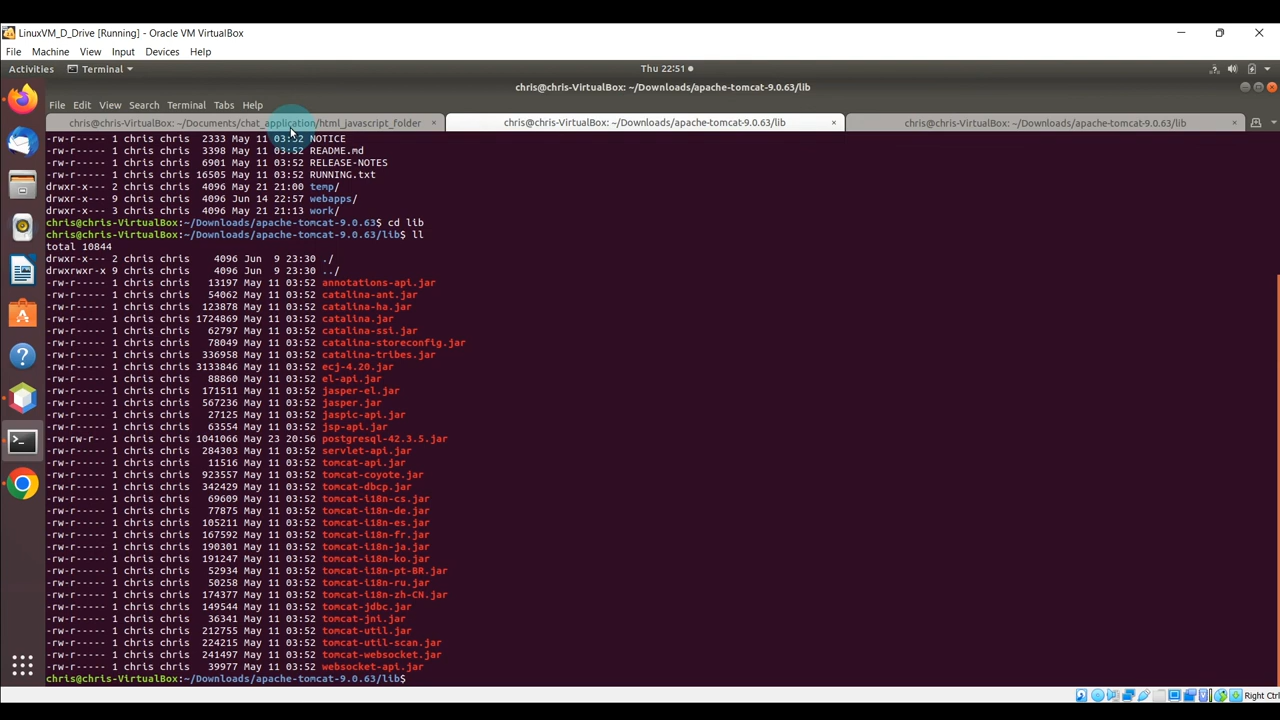 LinuxVM_D_Drive [Running] - Oracle VM VirtualBox
File Machine View Input Devices Help
Activities Terminal Thu 22:51
chris@chris-VirtualBox: ~/Downloads/apache-tomcat-9.0.63/lib
File Edit View Search Terminal Tabs Help
chris@chris-VirtualBox: ~/Documents/chat_application/html_javascript_folder × chris@chris-VirtualBox: ~/Downloads/apache-tomcat-9.0.63/lib × chris@chris-VirtualBox: ~/Downloads/apache-tomcat-9.0.63/lib ×
-rw-r----- 1 chris chris 2333 May 11 03:52 NOTICE
-rw-r----- 1 chris chris 3398 May 11 03:52 README.md
-rw-r----- 1 chris chris 6901 May 11 03:52 RELEASE-NOTES
-rw-r----- 1 chris chris 16505 May 11 03:52 RUNNING.txt
drwxr-x--- 2 chris chris 4096 May 21 21:00 temp/
drwxr-x--- 9 chris chris 4096 Jun 14 22:57 webapps/
drwxr-x--- 3 chris chris 4096 May 21 21:13 work/
chris@chris-VirtualBox:~/Downloads/apache-tomcat-9.0.63$ cd lib
chris@chris-VirtualBox:~/Downloads/apache-tomcat-9.0.63/lib$ ll
total 10844
drwxr-x--- 2 chris chris 4096 Jun 9 23:30 ./
drwxrwxr-x 9 chris chris 4096 Jun 9 23:30 ../
-rw-r----- 1 chris chris 13197 May 11 03:52 annotations-api.jar
-rw-r----- 1 chris chris 54062 May 11 03:52 catalina-ant.jar
-rw-r----- 1 chris chris 123878 May 11 03:52 catalina-ha.jar
-rw-r----- 1 chris chris 1724869 May 11 03:52 catalina.jar
-rw-r----- 1 chris chris 62797 May 11 03:52 catalina-ssi.jar
-rw-r----- 1 chris chris 78049 May 11 03:52 catalina-storeconfig.jar
-rw-r----- 1 chris chris 336958 May 11 03:52 catalina-tribes.jar
-rw-r----- 1 chris chris 3133846 May 11 03:52 ecj-4.20.jar
-rw-r----- 1 chris chris 88860 May 11 03:52 el-api.jar
-rw-r----- 1 chris chris 171511 May 11 03:52 jasper-el.jar
-rw-r----- 1 chris chris 567236 May 11 03:52 jasper.jar
-rw-r----- 1 chris chris 27125 May 11 03:52 jaspic-api.jar
-rw-r----- 1 chris chris 63554 May 11 03:52 jsp-api.jar
-rw-rw-r-- 1 chris chris 1041066 May 23 20:56 postgresql-42.3.5.jar
-rw-r----- 1 chris chris 284303 May 11 03:52 servlet-api.jar
-rw-r----- 1 chris chris 11516 May 11 03:52 tomcat-api.jar
-rw-r----- 1 chris chris 923557 May 11 03:52 tomcat-coyote.jar
-rw-r----- 1 chris chris 342429 May 11 03:52 tomcat-dbcp.jar
-rw-r----- 1 chris chris 69609 May 11 03:52 tomcat-i18n-cs.jar
-rw-r----- 1 chris chris 77875 May 11 03:52 tomcat-i18n-de.jar
-rw-r----- 1 chris chris 105211 May 11 03:52 tomcat-i18n-es.jar
-rw-r----- 1 chris chris 167592 May 11 03:52 tomcat-i18n-fr.jar
-rw-r----- 1 chris chris 190301 May 11 03:52 tomcat-i18n-ja.jar
-rw-r----- 1 chris chris 191247 May 11 03:52 tomcat-i18n-ko.jar
-rw-r----- 1 chris chris 52934 May 11 03:52 tomcat-i18n-pt-BR.jar
-rw-r----- 1 chris chris 50258 May 11 03:52 tomcat-i18n-ru.jar
-rw-r----- 1 chris chris 174377 May 11 03:52 tomcat-i18n-zh-CN.jar
-rw-r----- 1 chris chris 149544 May 11 03:52 tomcat-jdbc.jar
-rw-r----- 1 chris chris 36341 May 11 03:52 tomcat-jni.jar
-rw-r----- 1 chris chris 212755 May 11 03:52 tomcat-util.jar
-rw-r----- 1 chris chris 224215 May 11 03:52 tomcat-util-scan.jar
-rw-r----- 1 chris chris 241497 May 11 03:52 tomcat-websocket.jar
-rw-r----- 1 chris chris 39977 May 11 03:52 websocket-api.jar
chris@chris-VirtualBox:~/Downloads/apache-tomcat-9.0.63/lib$
Right Ctrl